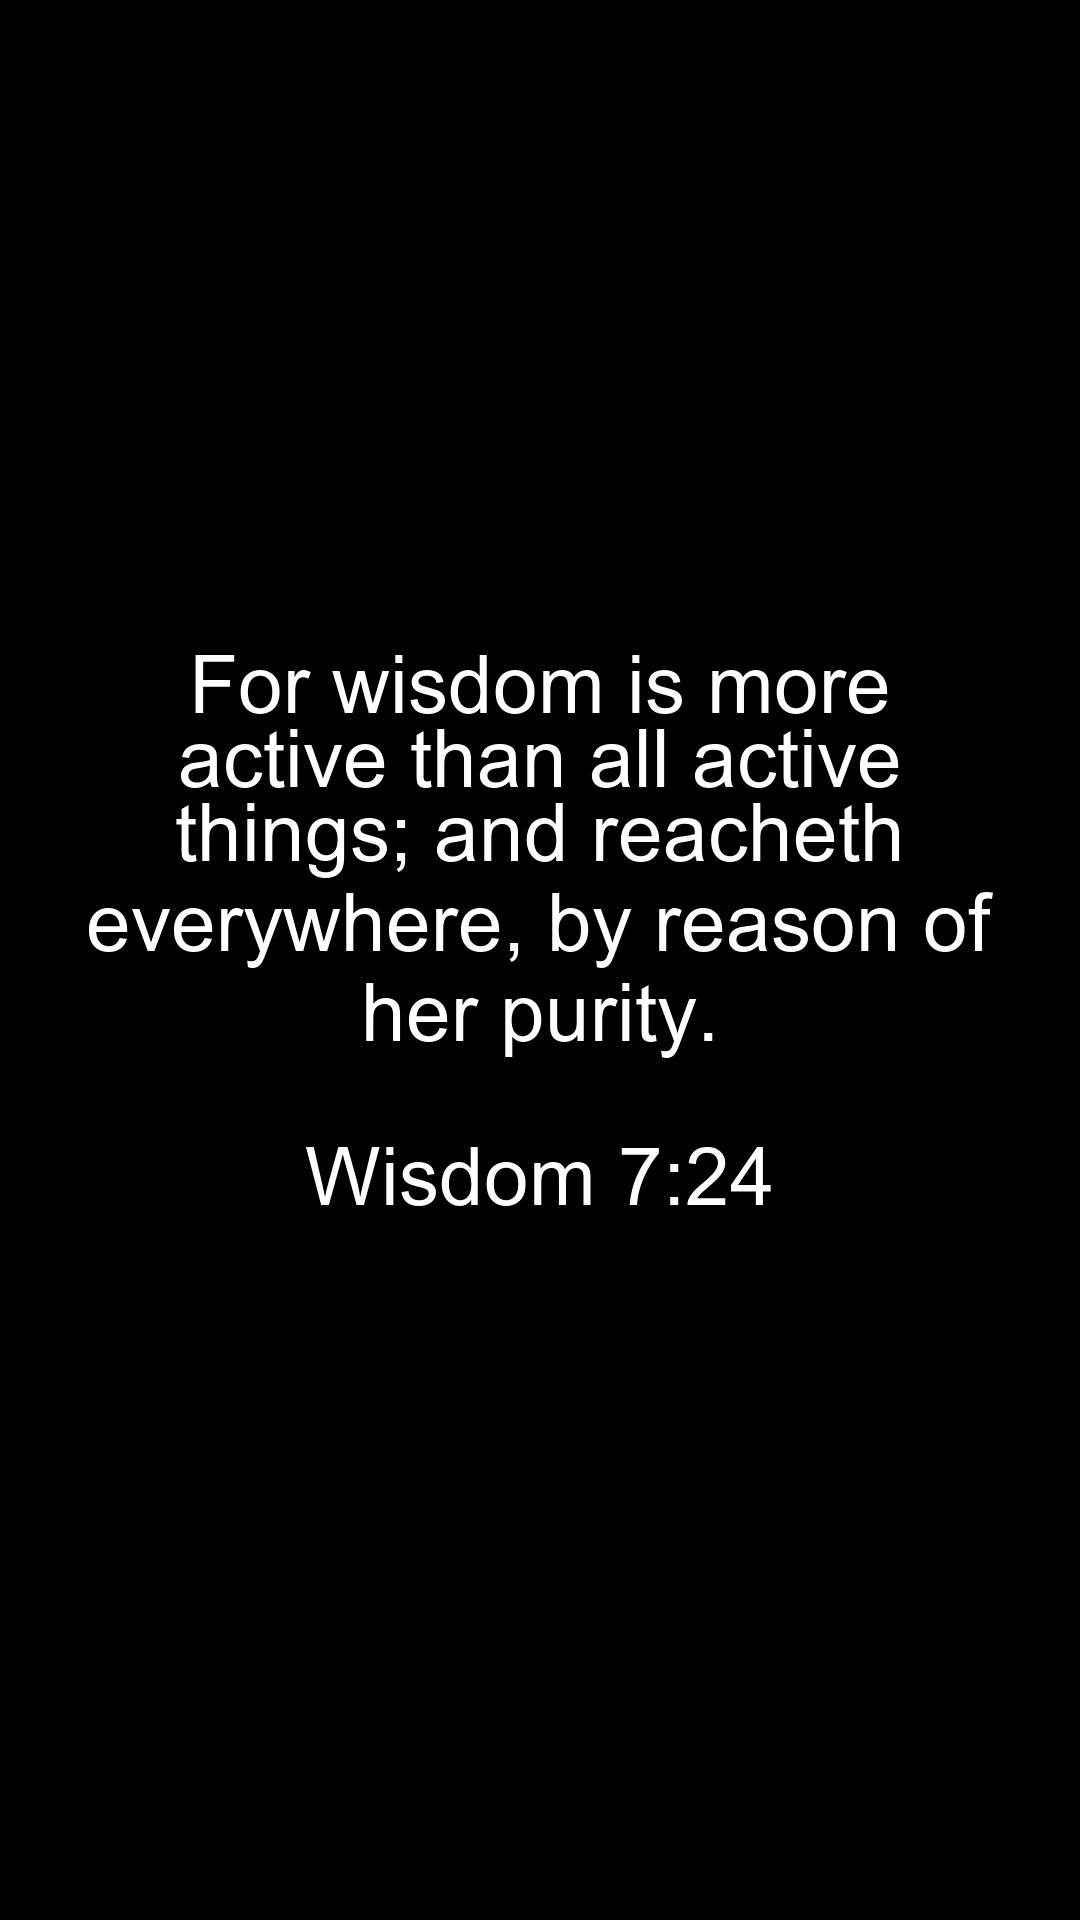 For wisdom is more
active than all active
things; and reacheth
everywhere, by reason of
her purity.
Wisdom 7:24